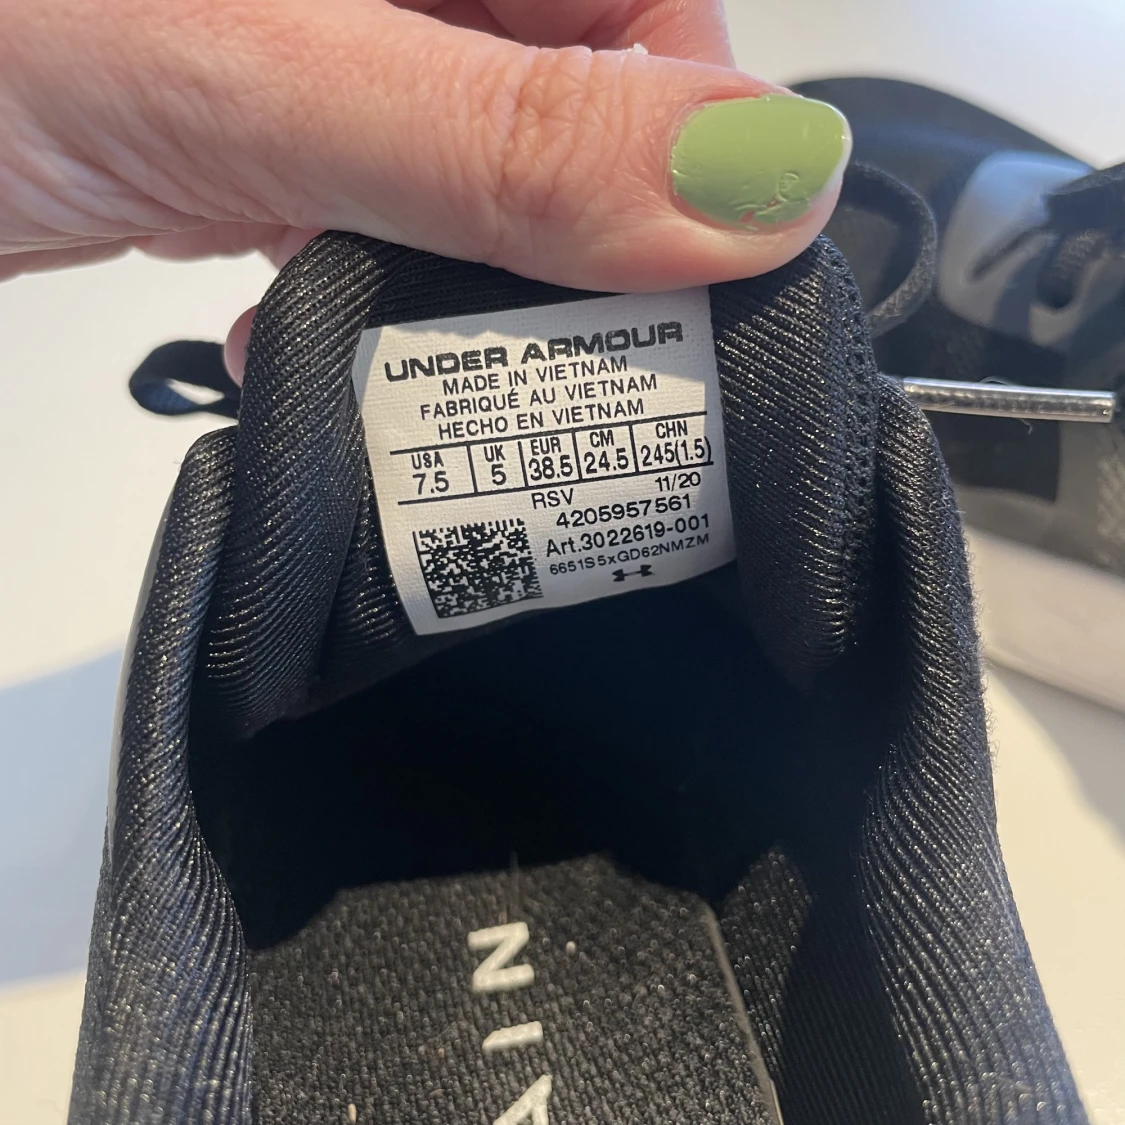 UNDER ARMOUR
MADE IN VIETNAM
FABRIQUÉ AU VIETNAM
HECHO EN VIETNAM
USA UK EUR CM CHN
7.5 5 38.5 24.5 245(1.5)
RSV 11/20
4205957561
Art.3022619-001
6651S5xGD62NMZM